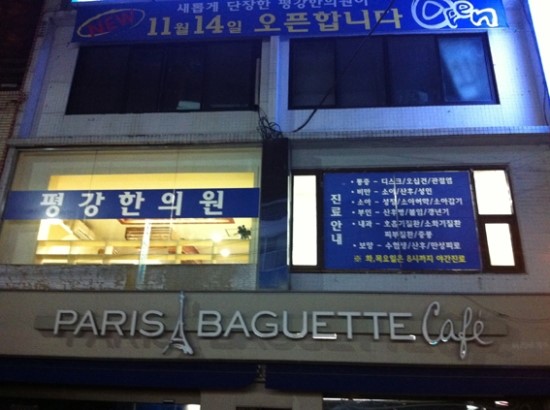 NEW
새롭게 단장한 평강한의원이
11월 14일 오픈합니다
Open
평강한의원
진료안내
• 통증 - 디스크/오십견/관절염
• 비만 - 소아/산후/성인
• 소아 - 성장/소아허약/소아감기
• 부인 - 산후병/불임/갱년기
• 내과 - 호흡기질환/소화기질환
피부질환/중풍
• 보양 - 수험생/산후/만성피로
※ 화,목요일은 8시까지 야간진료
PARIS BAGUETTE Café